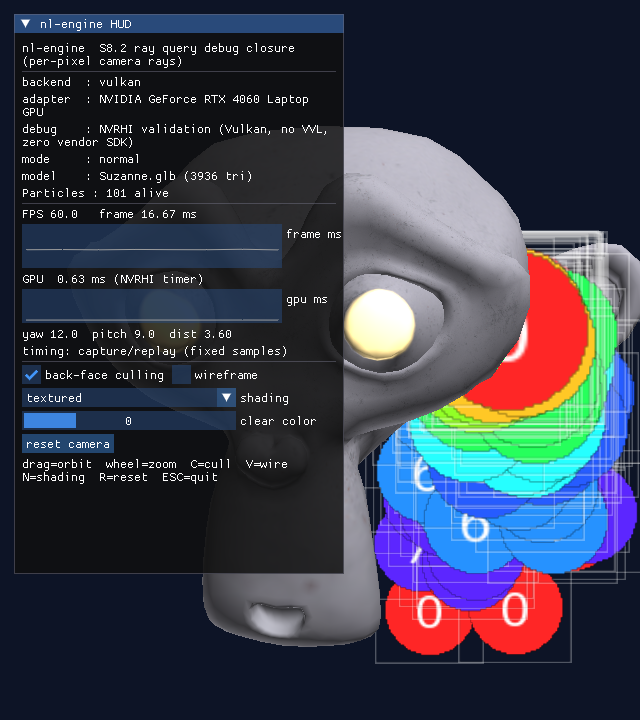 nl-engine HUD
nl-engine  S8.2 ray query debug closure
(per-pixel camera rays)
backend  : vulkan
adapter  : NVIDIA GeForce RTX 4060 Laptop
GPU
debug    : NVRHI validation (Vulkan, no VVL,
zero vendor SDK)
mode     : normal
model    : Suzanne.glb (3936 tri)
Particles : 101 alive
FPS 60.0   frame 16.67 ms
frame ms
GPU  0.63 ms (NVRHI timer)
gpu ms
yaw 12.0  pitch 9.0  dist 3.60
timing: capture/replay (fixed samples)
back-face culling  wireframe
textured  shading
0  clear color
reset camera
drag=orbit  wheel=zoom  C=cull  V=wire
N=shading  R=reset  ESC=quit
0  0